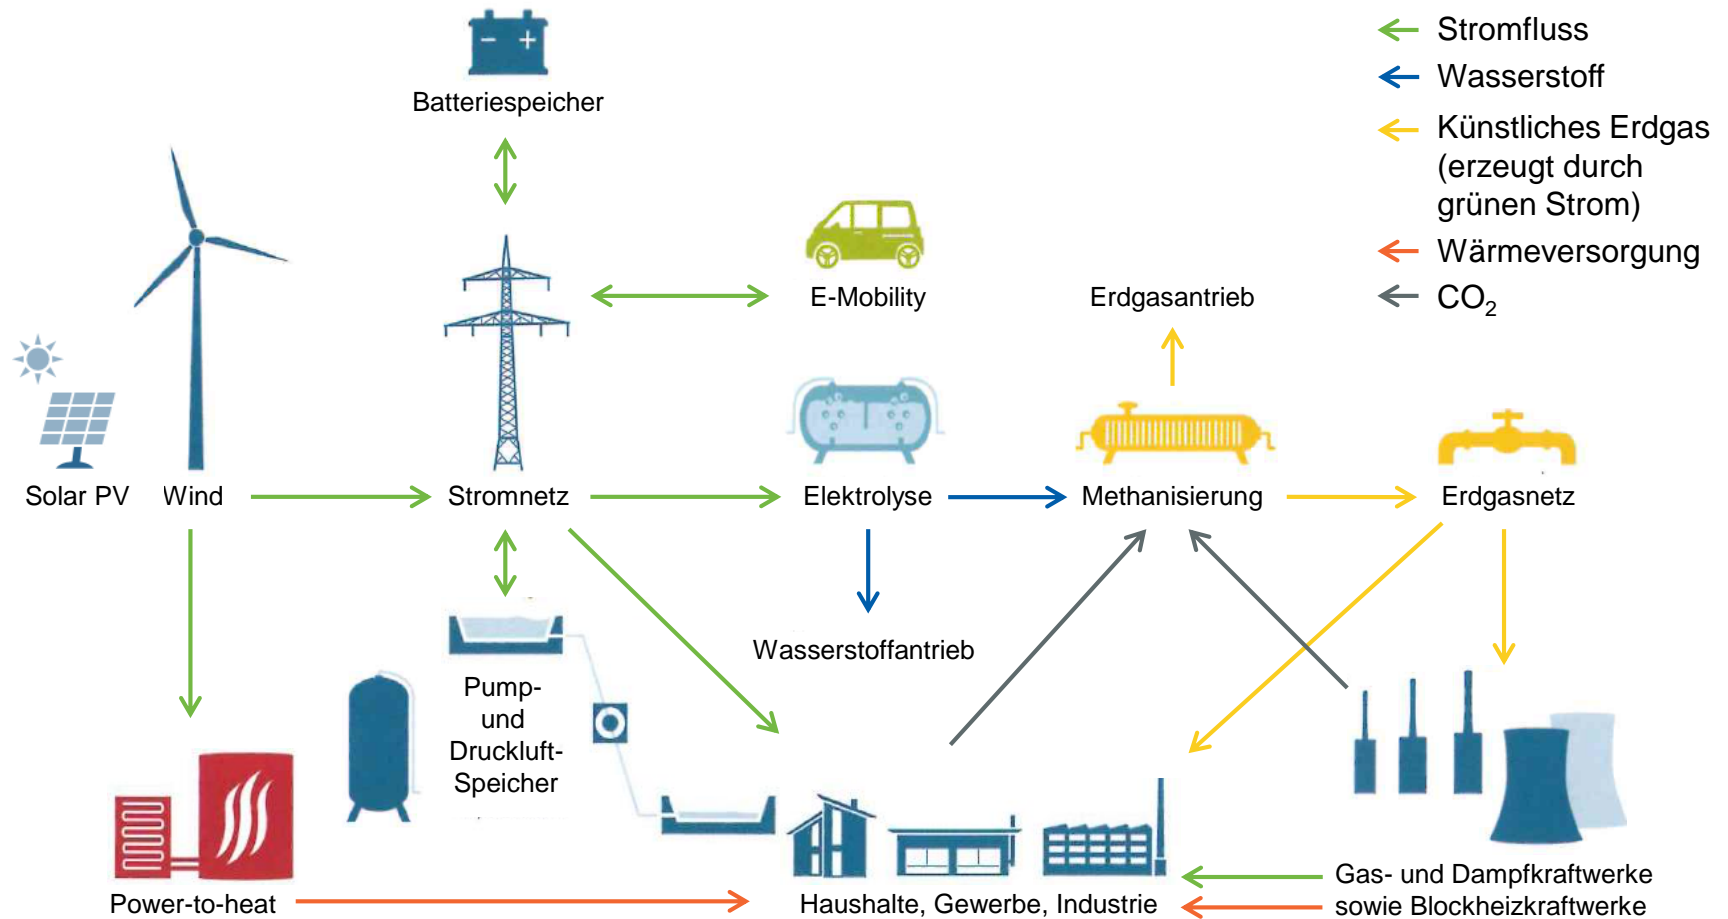 Stromfluss
Wasserstoff
Künstliches Erdgas
(erzeugt durch
grünen Strom)
Wärmeversorgung
CO₂
Batteriespeicher
E-Mobility
Erdgasantrieb
Solar PV
Wind
Stromnetz
Elektrolyse
Methanisierung
Erdgasnetz
Wasserstoffantrieb
Pump-
und
Druckluft-
Speicher
Power-to-heat
Haushalte, Gewerbe, Industrie
Gas- und Dampfkraftwerke
sowie Blockheizkraftwerke